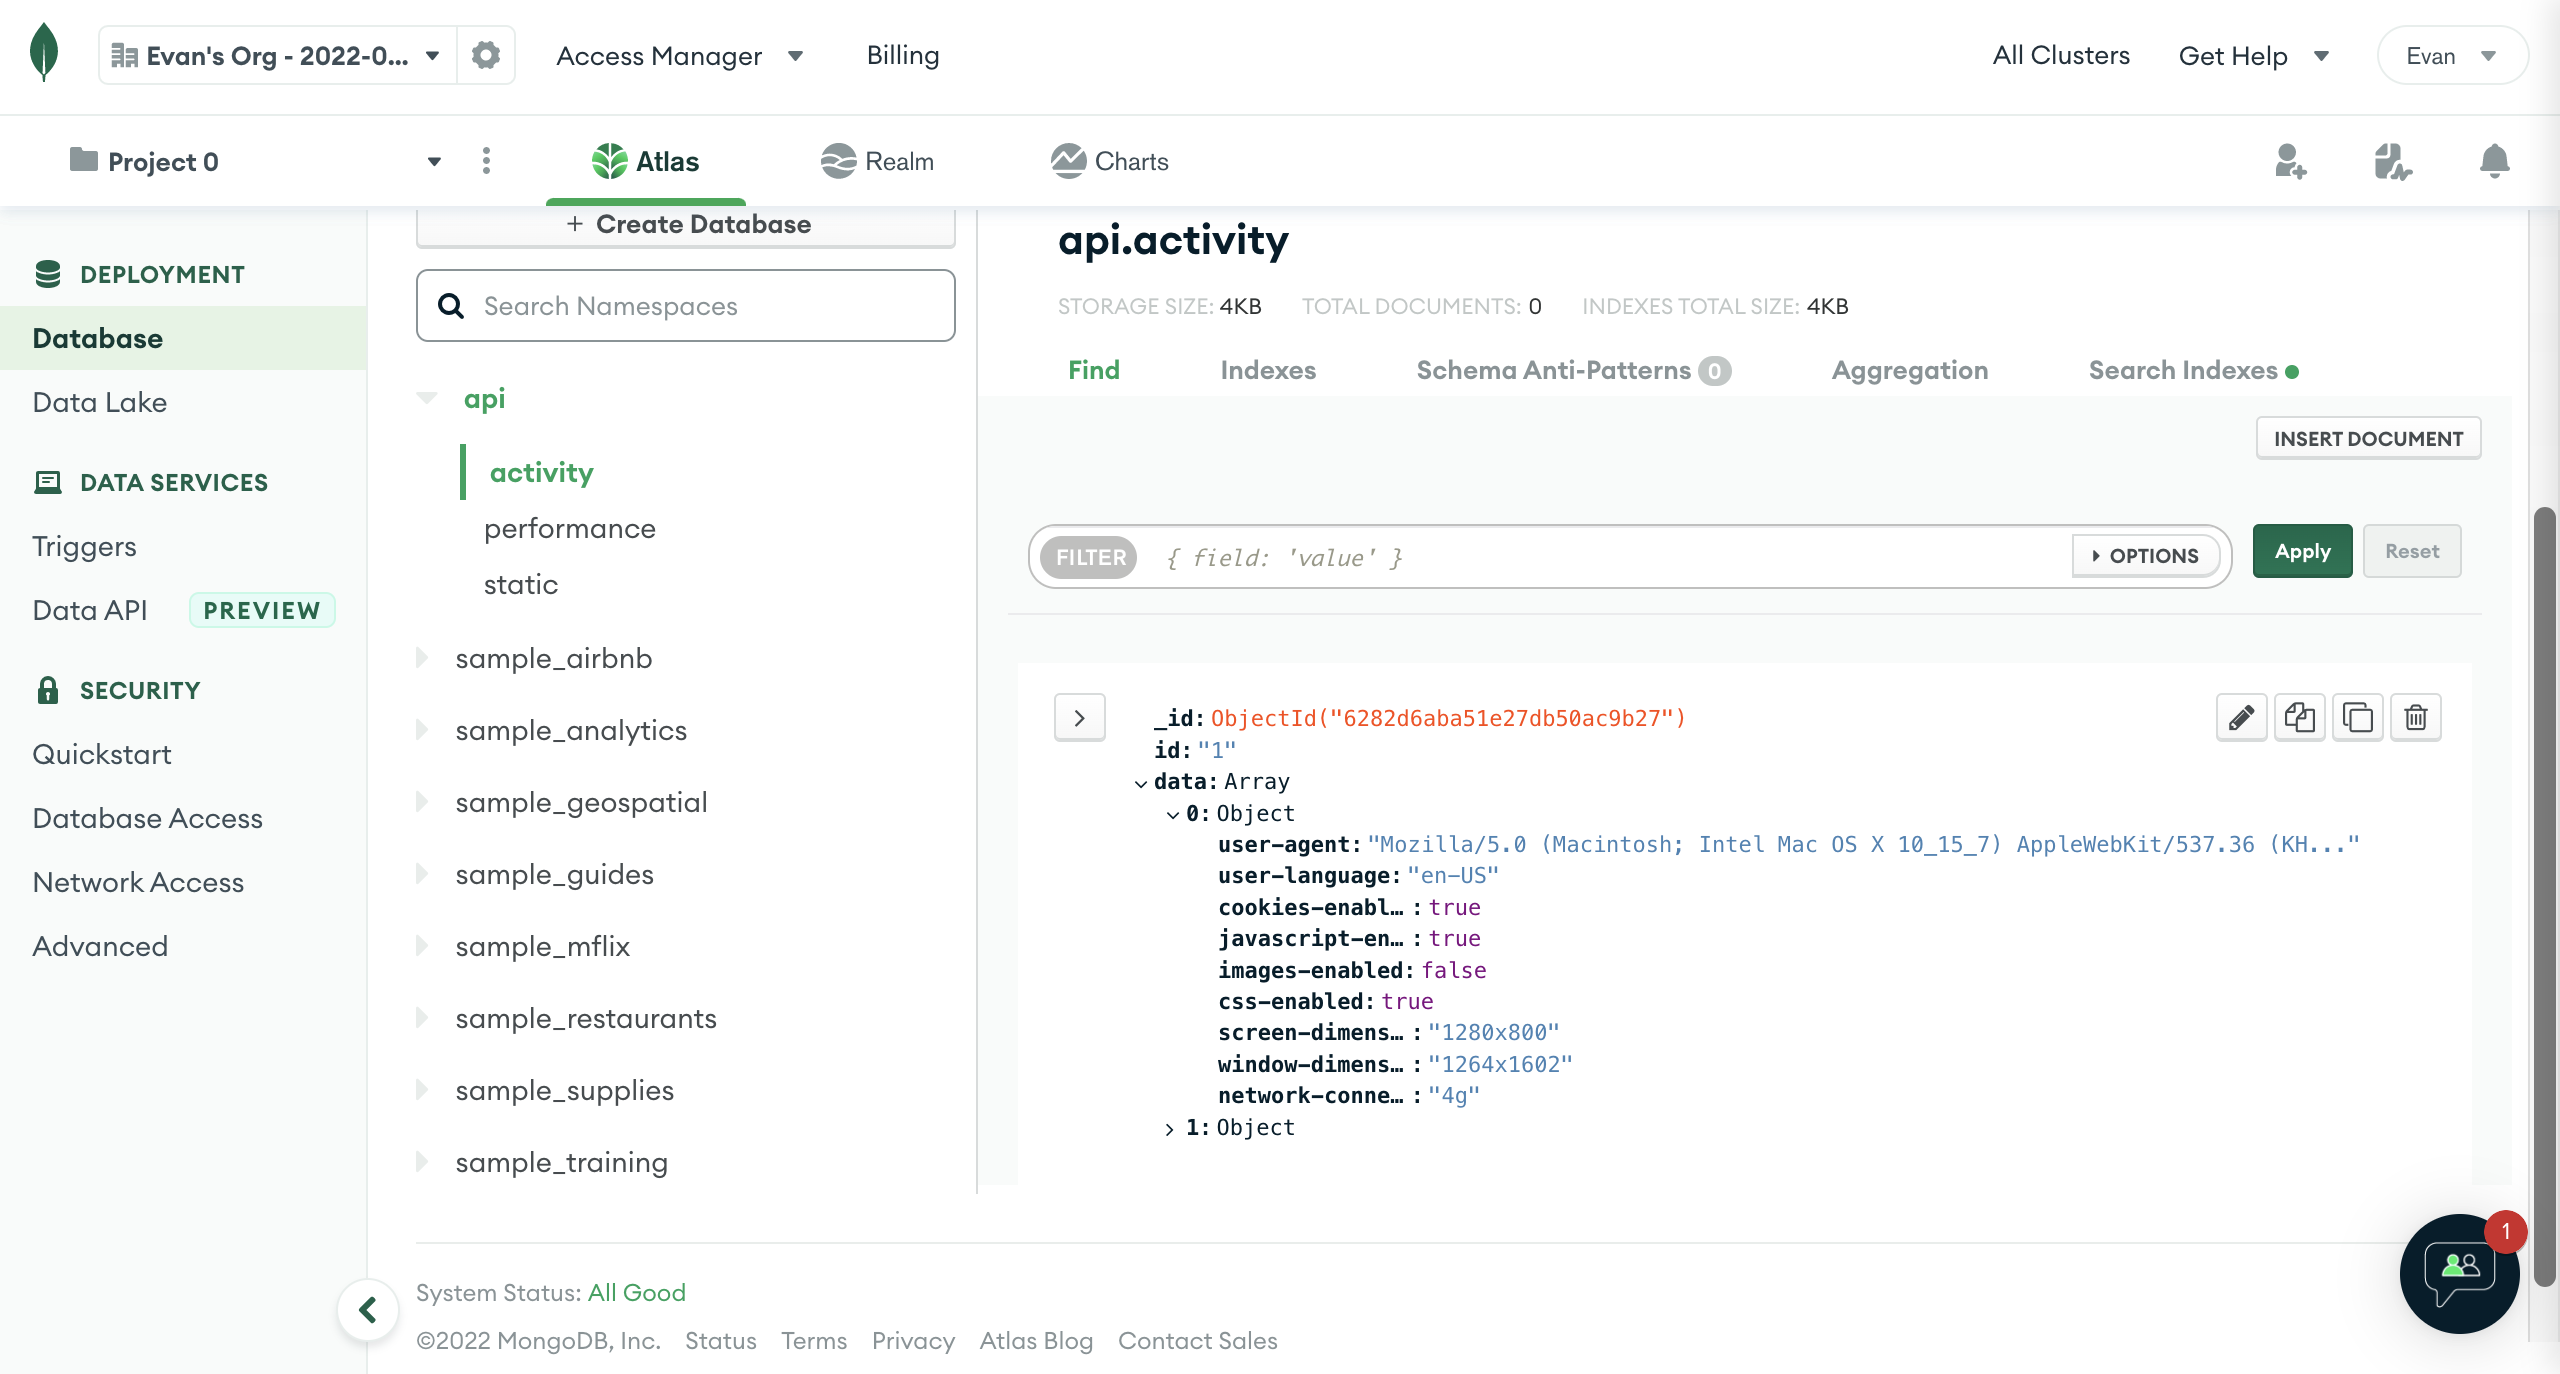 Evan's Org - 2022-0...
Access Manager
Billing
All Clusters
Get Help
Evan
Project 0
Atlas
Realm
Charts
DEPLOYMENT
Database
Data Lake
DATA SERVICES
Triggers
Data API PREVIEW
SECURITY
Quickstart
Database Access
Network Access
Advanced
+ Create Database
Search Namespaces
api
activity
performance
static
sample_airbnb
sample_analytics
sample_geospatial
sample_guides
sample_mflix
sample_restaurants
sample_supplies
sample_training
api.activity
STORAGE SIZE: 4KB TOTAL DOCUMENTS: 0 INDEXES TOTAL SIZE: 4KB
Find Indexes Schema Anti-Patterns 0 Aggregation Search Indexes
INSERT DOCUMENT
FILTER { field: 'value' } OPTIONS Apply Reset
_id: ObjectId("6282d6aba51e27db50ac9b27")
id: "1"
data: Array
0: Object
user-agent: "Mozilla/5.0 (Macintosh; Intel Mac OS X 10_15_7) AppleWebKit/537.36 (KH..."
user-language: "en-US"
cookies-enabl… : true
javascript-en… : true
images-enabled: false
css-enabled: true
screen-dimens… : "1280x800"
window-dimens… : "1264x1602"
network-conne… : "4g"
1: Object
1
System Status: All Good
©2022 MongoDB, Inc. Status Terms Privacy Atlas Blog Contact Sales